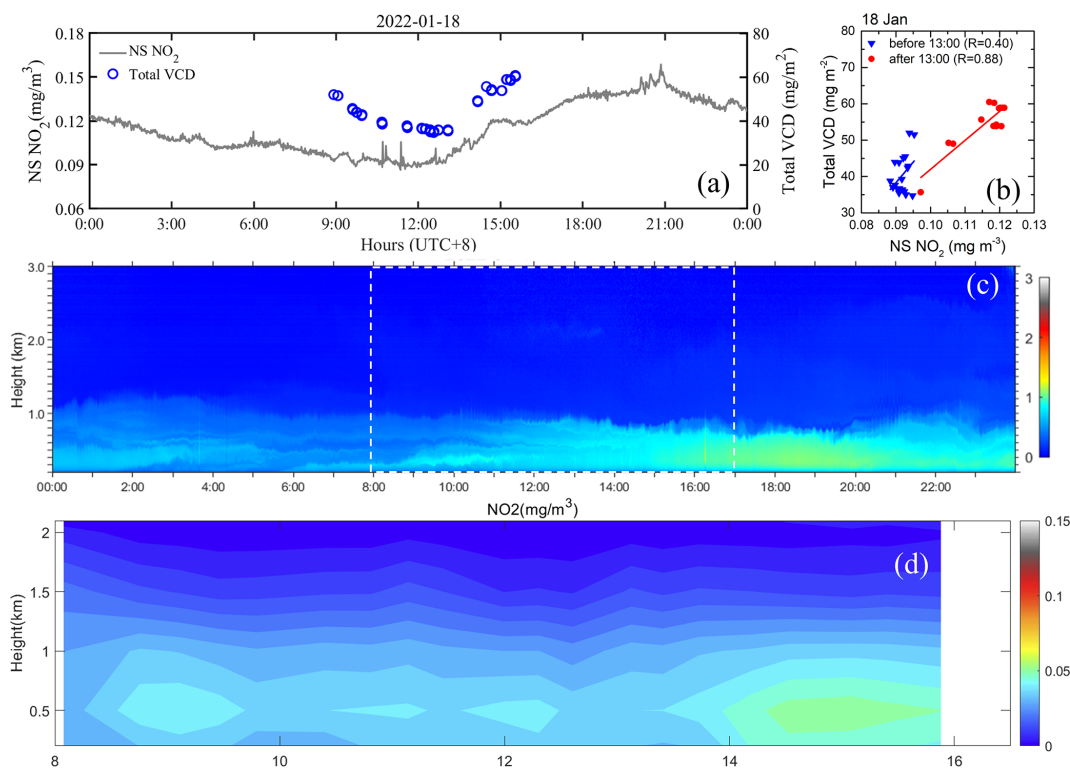 2022-01-18
NS NO2 (mg/m3)
0.18
0.15
0.12
0.09
0.06
NS NO2
Total VCD
80
60
40
20
0
Total VCD (mg/m2)
(a)
0:00 3:00 6:00 9:00 12:00 15:00 18:00 21:00 0:00
Hours (UTC+8)
18 Jan
Total VCD (mg m-2)
80
70
60
50
40
30
before 13:00 (R=0.40)
after 13:00 (R=0.88)
(b)
0.08 0.09 0.10 0.11 0.12 0.13
NS NO2 (mg m-3)
Height (km)
3.0
2.0
1.0
(c)
3
2
1
0
00:00 2:00 4:00 6:00 8:00 10:00 12:00 14:00 16:00 18:00 20:00 22:00
NO2(mg/m3)
Height(km)
2
1.5
1
0.5
(d)
0.15
0.1
0.05
0
8 10 12 14 16